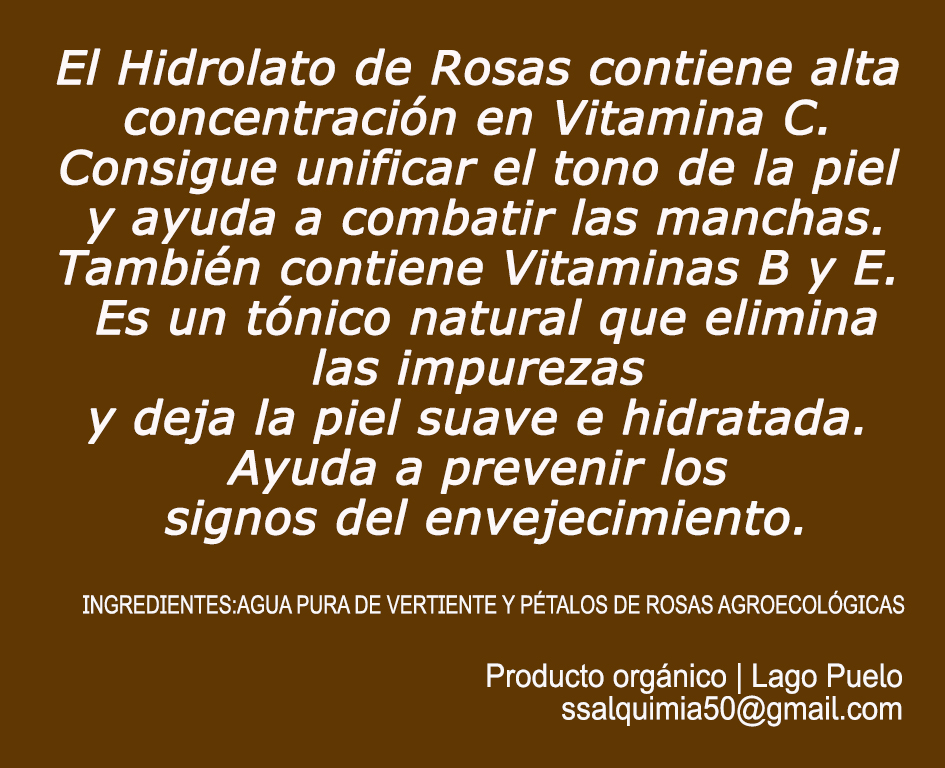 El Hidrolato de Rosas contiene alta
concentración en Vitamina C.
Consigue unificar el tono de la piel
y ayuda a combatir las manchas.
También contiene Vitaminas B y E.
Es un tónico natural que elimina
las impurezas
y deja la piel suave e hidratada.
Ayuda a prevenir los
signos del envejecimiento.
INGREDIENTES:AGUA PURA DE VERTIENTE Y PÉTALOS DE ROSAS AGROECOLÓGICAS
Producto orgánico | Lago Puelo
ssalquimia50@gmail.com